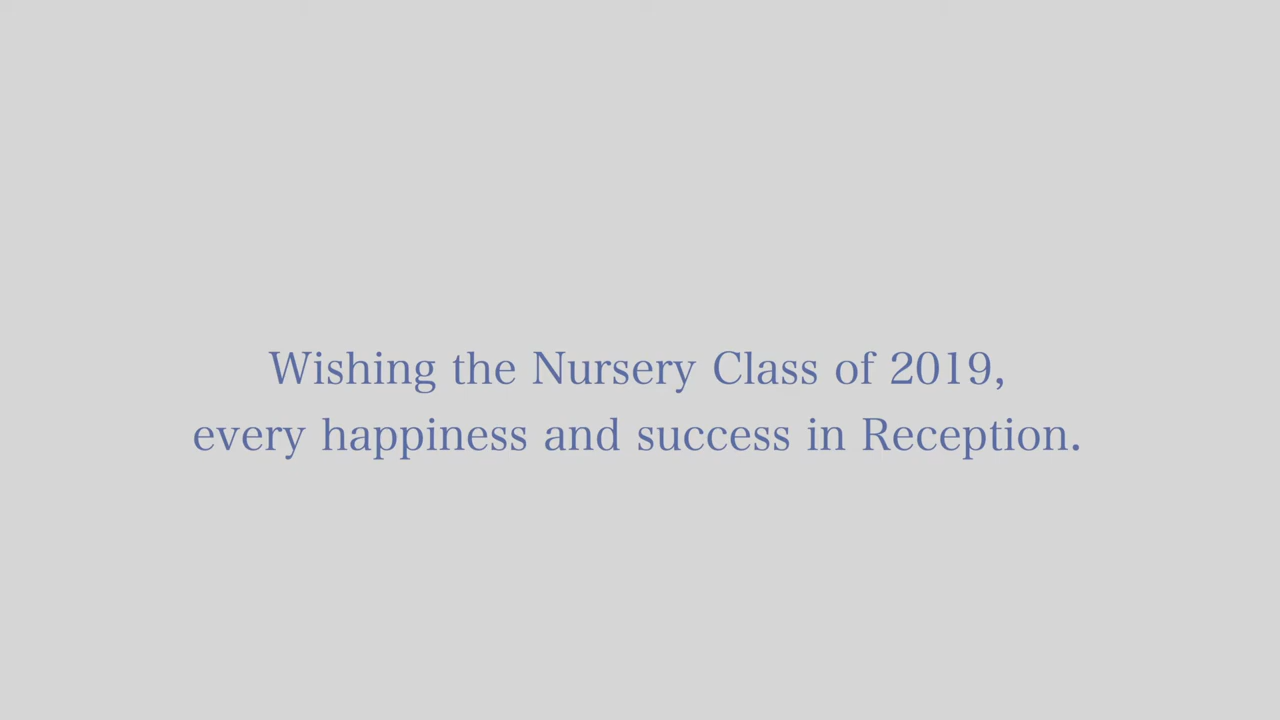 Wishing the Nursery Class of 2019,
every happiness and success in Reception.